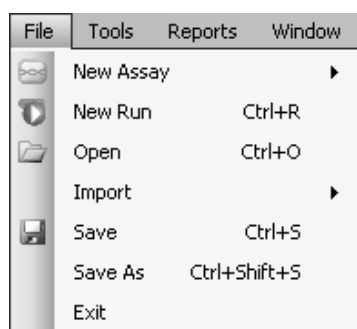 File Tools Reports Window
New Assay
New Run Ctrl+R
Open Ctrl+O
Import
Save Ctrl+S
Save As Ctrl+Shift+S
Exit